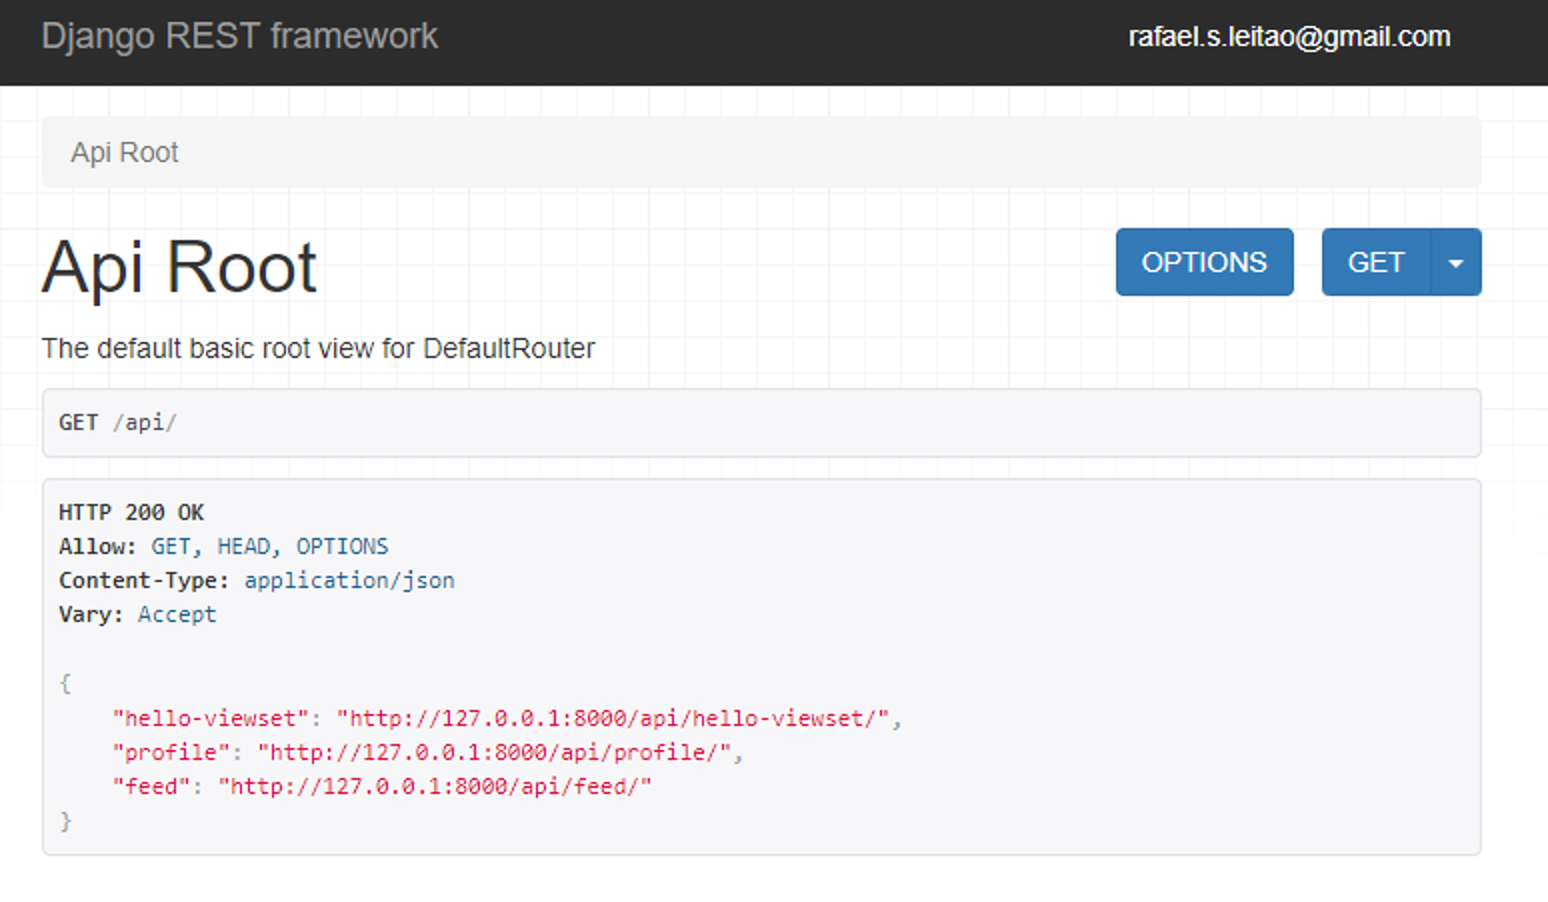 Django REST framework
rafael.s.leitao@gmail.com
Api Root
Api Root
OPTIONS
GET
The default basic root view for DefaultRouter
GET /api/
HTTP 200 OK
Allow: GET, HEAD, OPTIONS
Content-Type: application/json
Vary: Accept
{
    "hello-viewset": "http://127.0.0.1:8000/api/hello-viewset/",
    "profile": "http://127.0.0.1:8000/api/profile/",
    "feed": "http://127.0.0.1:8000/api/feed/"
}